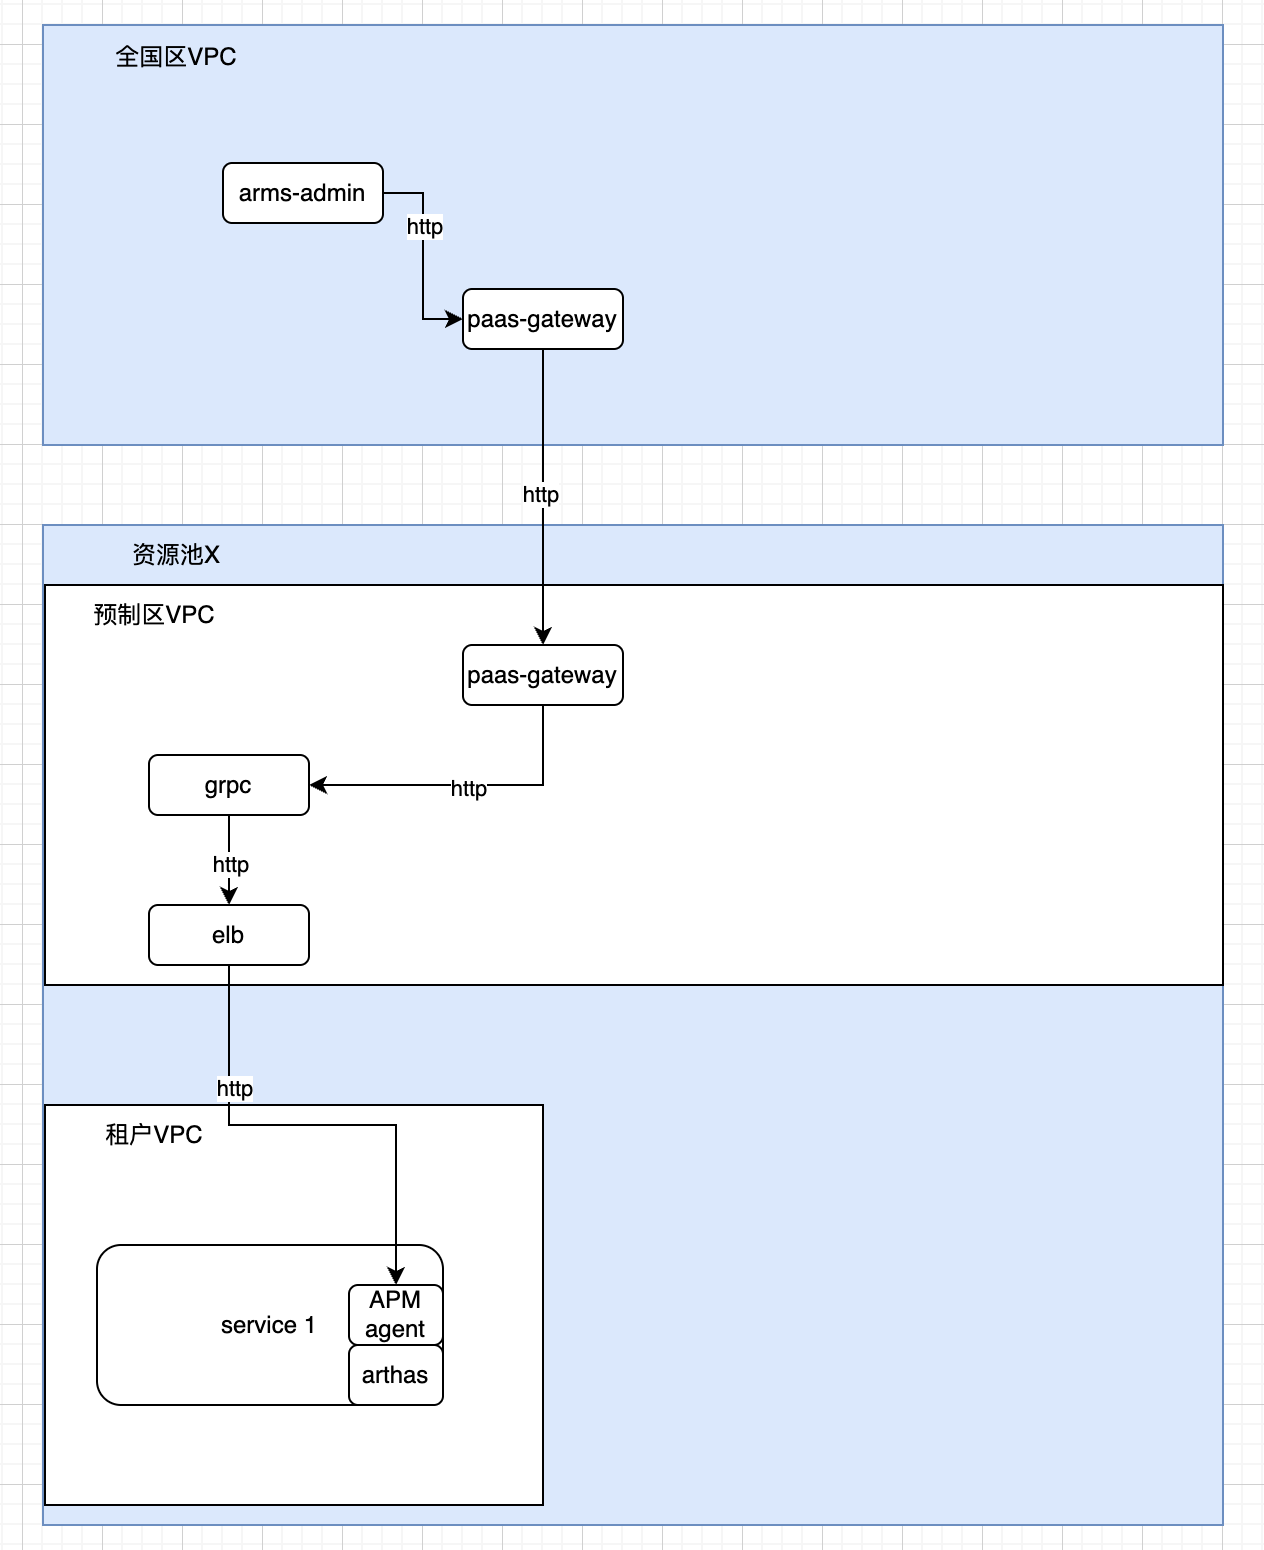 全国区VPC
arms-admin
http
paas-gateway
http
资源池X
预制区VPC
paas-gateway
grpc
http
http
elb
http
租户VPC
service 1
APM
agent
arthas